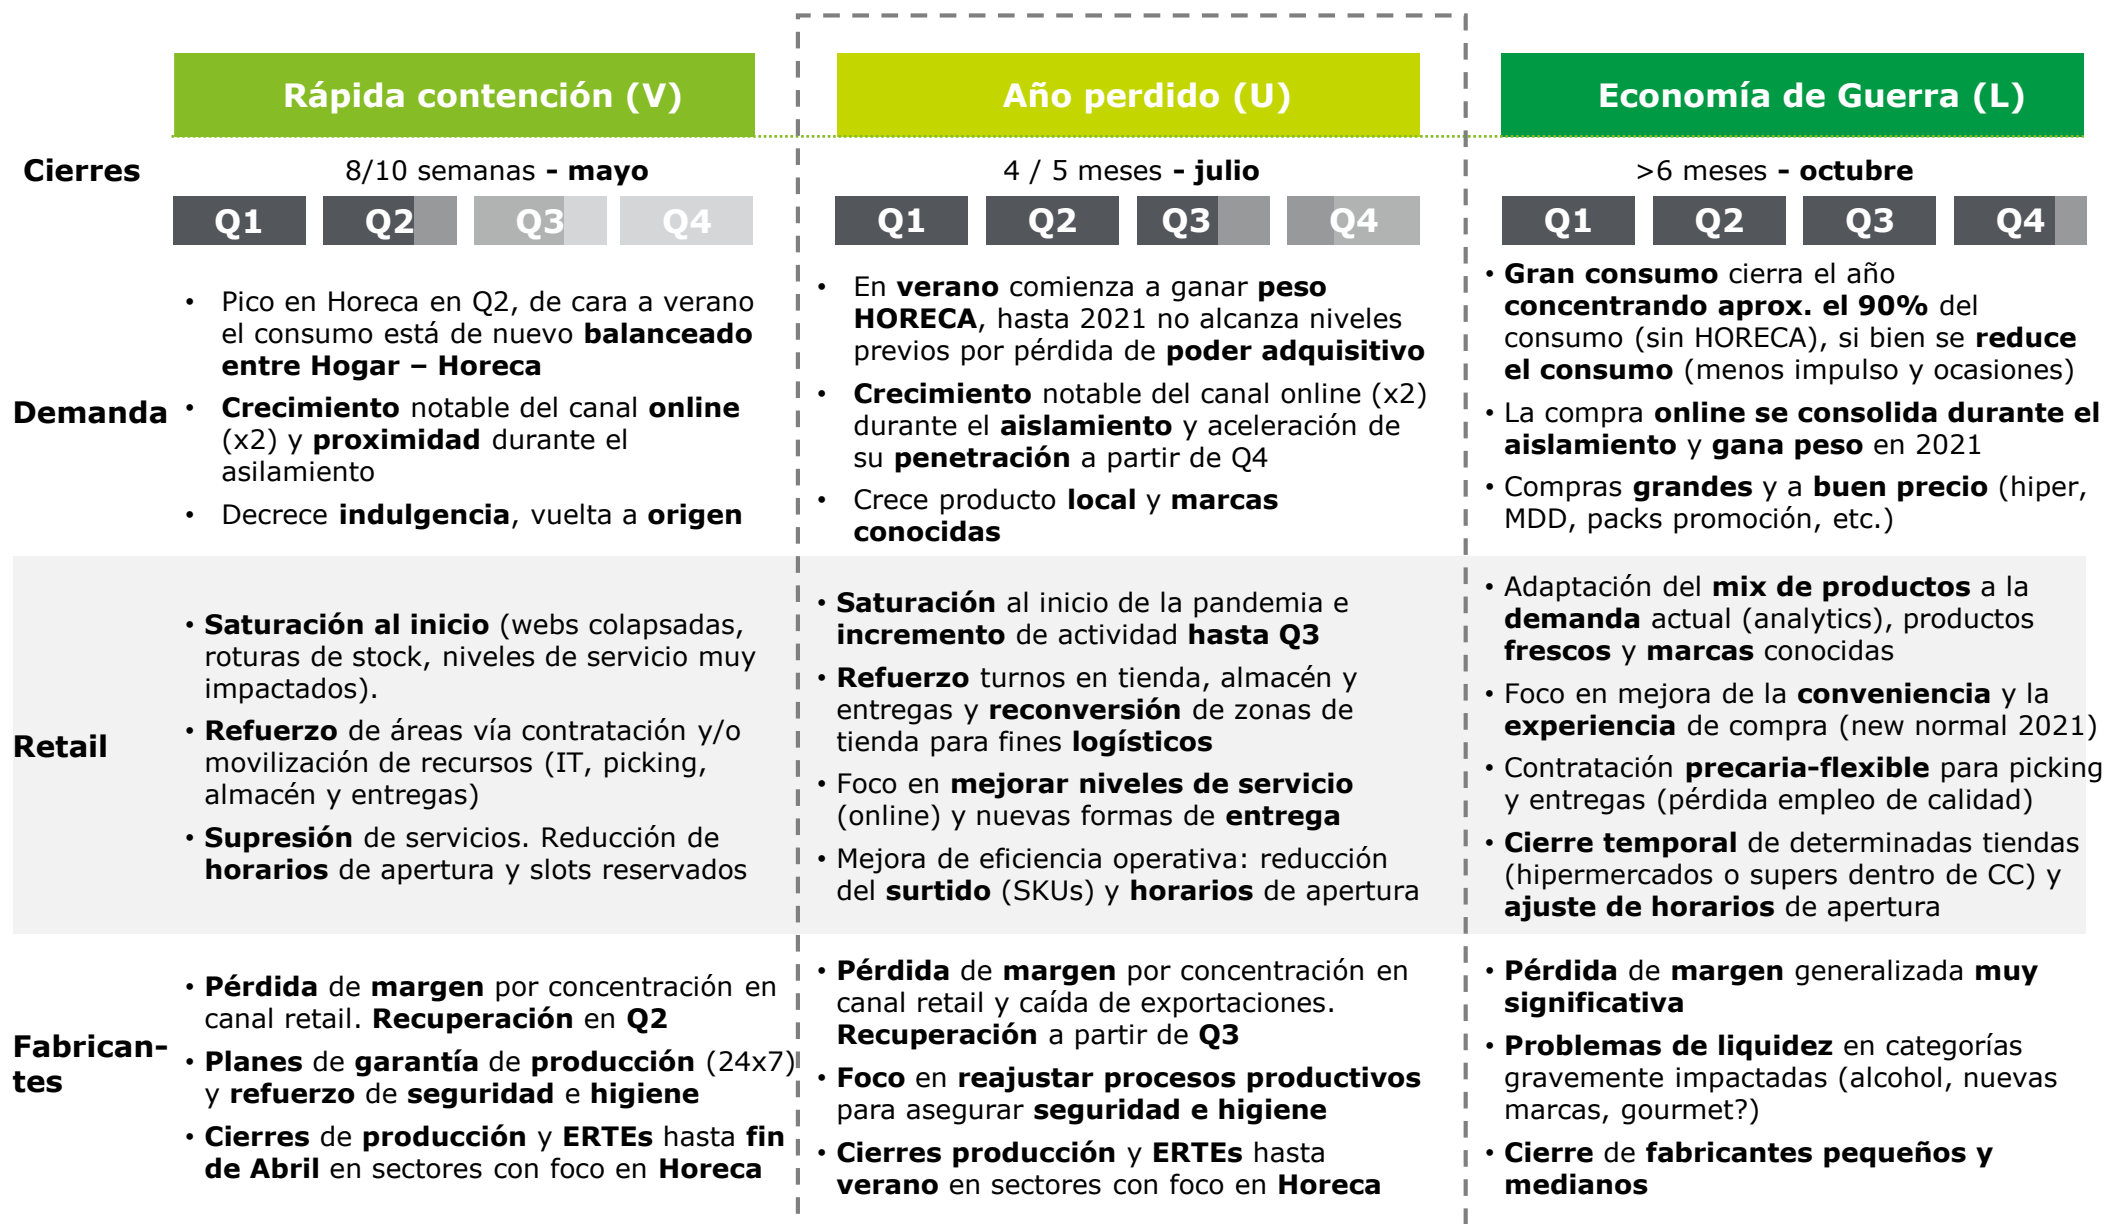 Rápida contención (V)
Año perdido (U)
Economía de Guerra (L)
Cierres
8/10 semanas - mayo
4 / 5 meses - julio
>6 meses - octubre
Q1
Q2
Q3
Q4
Q1
Q2
Q3
Q4
Q1
Q2
Q3
Q4
Demanda
• Pico en Horeca en Q2, de cara a verano
el consumo está de nuevo balanceado
entre Hogar – Horeca
• Crecimiento notable del canal online
(x2) y proximidad durante el
asilamiento
• Decrece indulgencia, vuelta a origen
• En verano comienza a ganar peso
HORECA, hasta 2021 no alcanza niveles
previos por pérdida de poder adquisitivo
• Crecimiento notable del canal online (x2)
durante el aislamiento y aceleración de
su penetración a partir de Q4
• Crece producto local y marcas
conocidas
• Gran consumo cierra el año
concentrando aprox. el 90% del
consumo (sin HORECA), si bien se reduce
el consumo (menos impulso y ocasiones)
• La compra online se consolida durante el
aislamiento y gana peso en 2021
• Compras grandes y a buen precio (hiper,
MDD, packs promoción, etc.)
Retail
• Saturación al inicio (webs colapsadas,
roturas de stock, niveles de servicio muy
impactados).
• Refuerzo de áreas vía contratación y/o
movilización de recursos (IT, picking,
almacén y entregas)
• Supresión de servicios. Reducción de
horarios de apertura y slots reservados
• Saturación al inicio de la pandemia e
incremento de actividad hasta Q3
• Refuerzo turnos en tienda, almacén y
entregas y reconversión de zonas de
tienda para fines logísticos
• Foco en mejorar niveles de servicio
(online) y nuevas formas de entrega
• Mejora de eficiencia operativa: reducción
del surtido (SKUs) y horarios de apertura
• Adaptación del mix de productos a la
demanda actual (analytics), productos
frescos y marcas conocidas
• Foco en mejora de la conveniencia y la
experiencia de compra (new normal 2021)
• Contratación precaria-flexible para picking
y entregas (pérdida empleo de calidad)
• Cierre temporal de determinadas tiendas
(hipermercados o supers dentro de CC) y
ajuste de horarios de apertura
Fabrican-
tes
• Pérdida de margen por concentración en
canal retail. Recuperación en Q2
• Planes de garantía de producción (24x7)
y refuerzo de seguridad e higiene
• Cierres de producción y ERTEs hasta fin
de Abril en sectores con foco en Horeca
• Pérdida de margen por concentración en
canal retail y caída de exportaciones.
Recuperación a partir de Q3
• Foco en reajustar procesos productivos
para asegurar seguridad e higiene
• Cierres producción y ERTEs hasta
verano en sectores con foco en Horeca
• Pérdida de margen generalizada muy
significativa
• Problemas de liquidez en categorías
gravemente impactadas (alcohol, nuevas
marcas, gourmet?)
• Cierre de fabricantes pequeños y
medianos